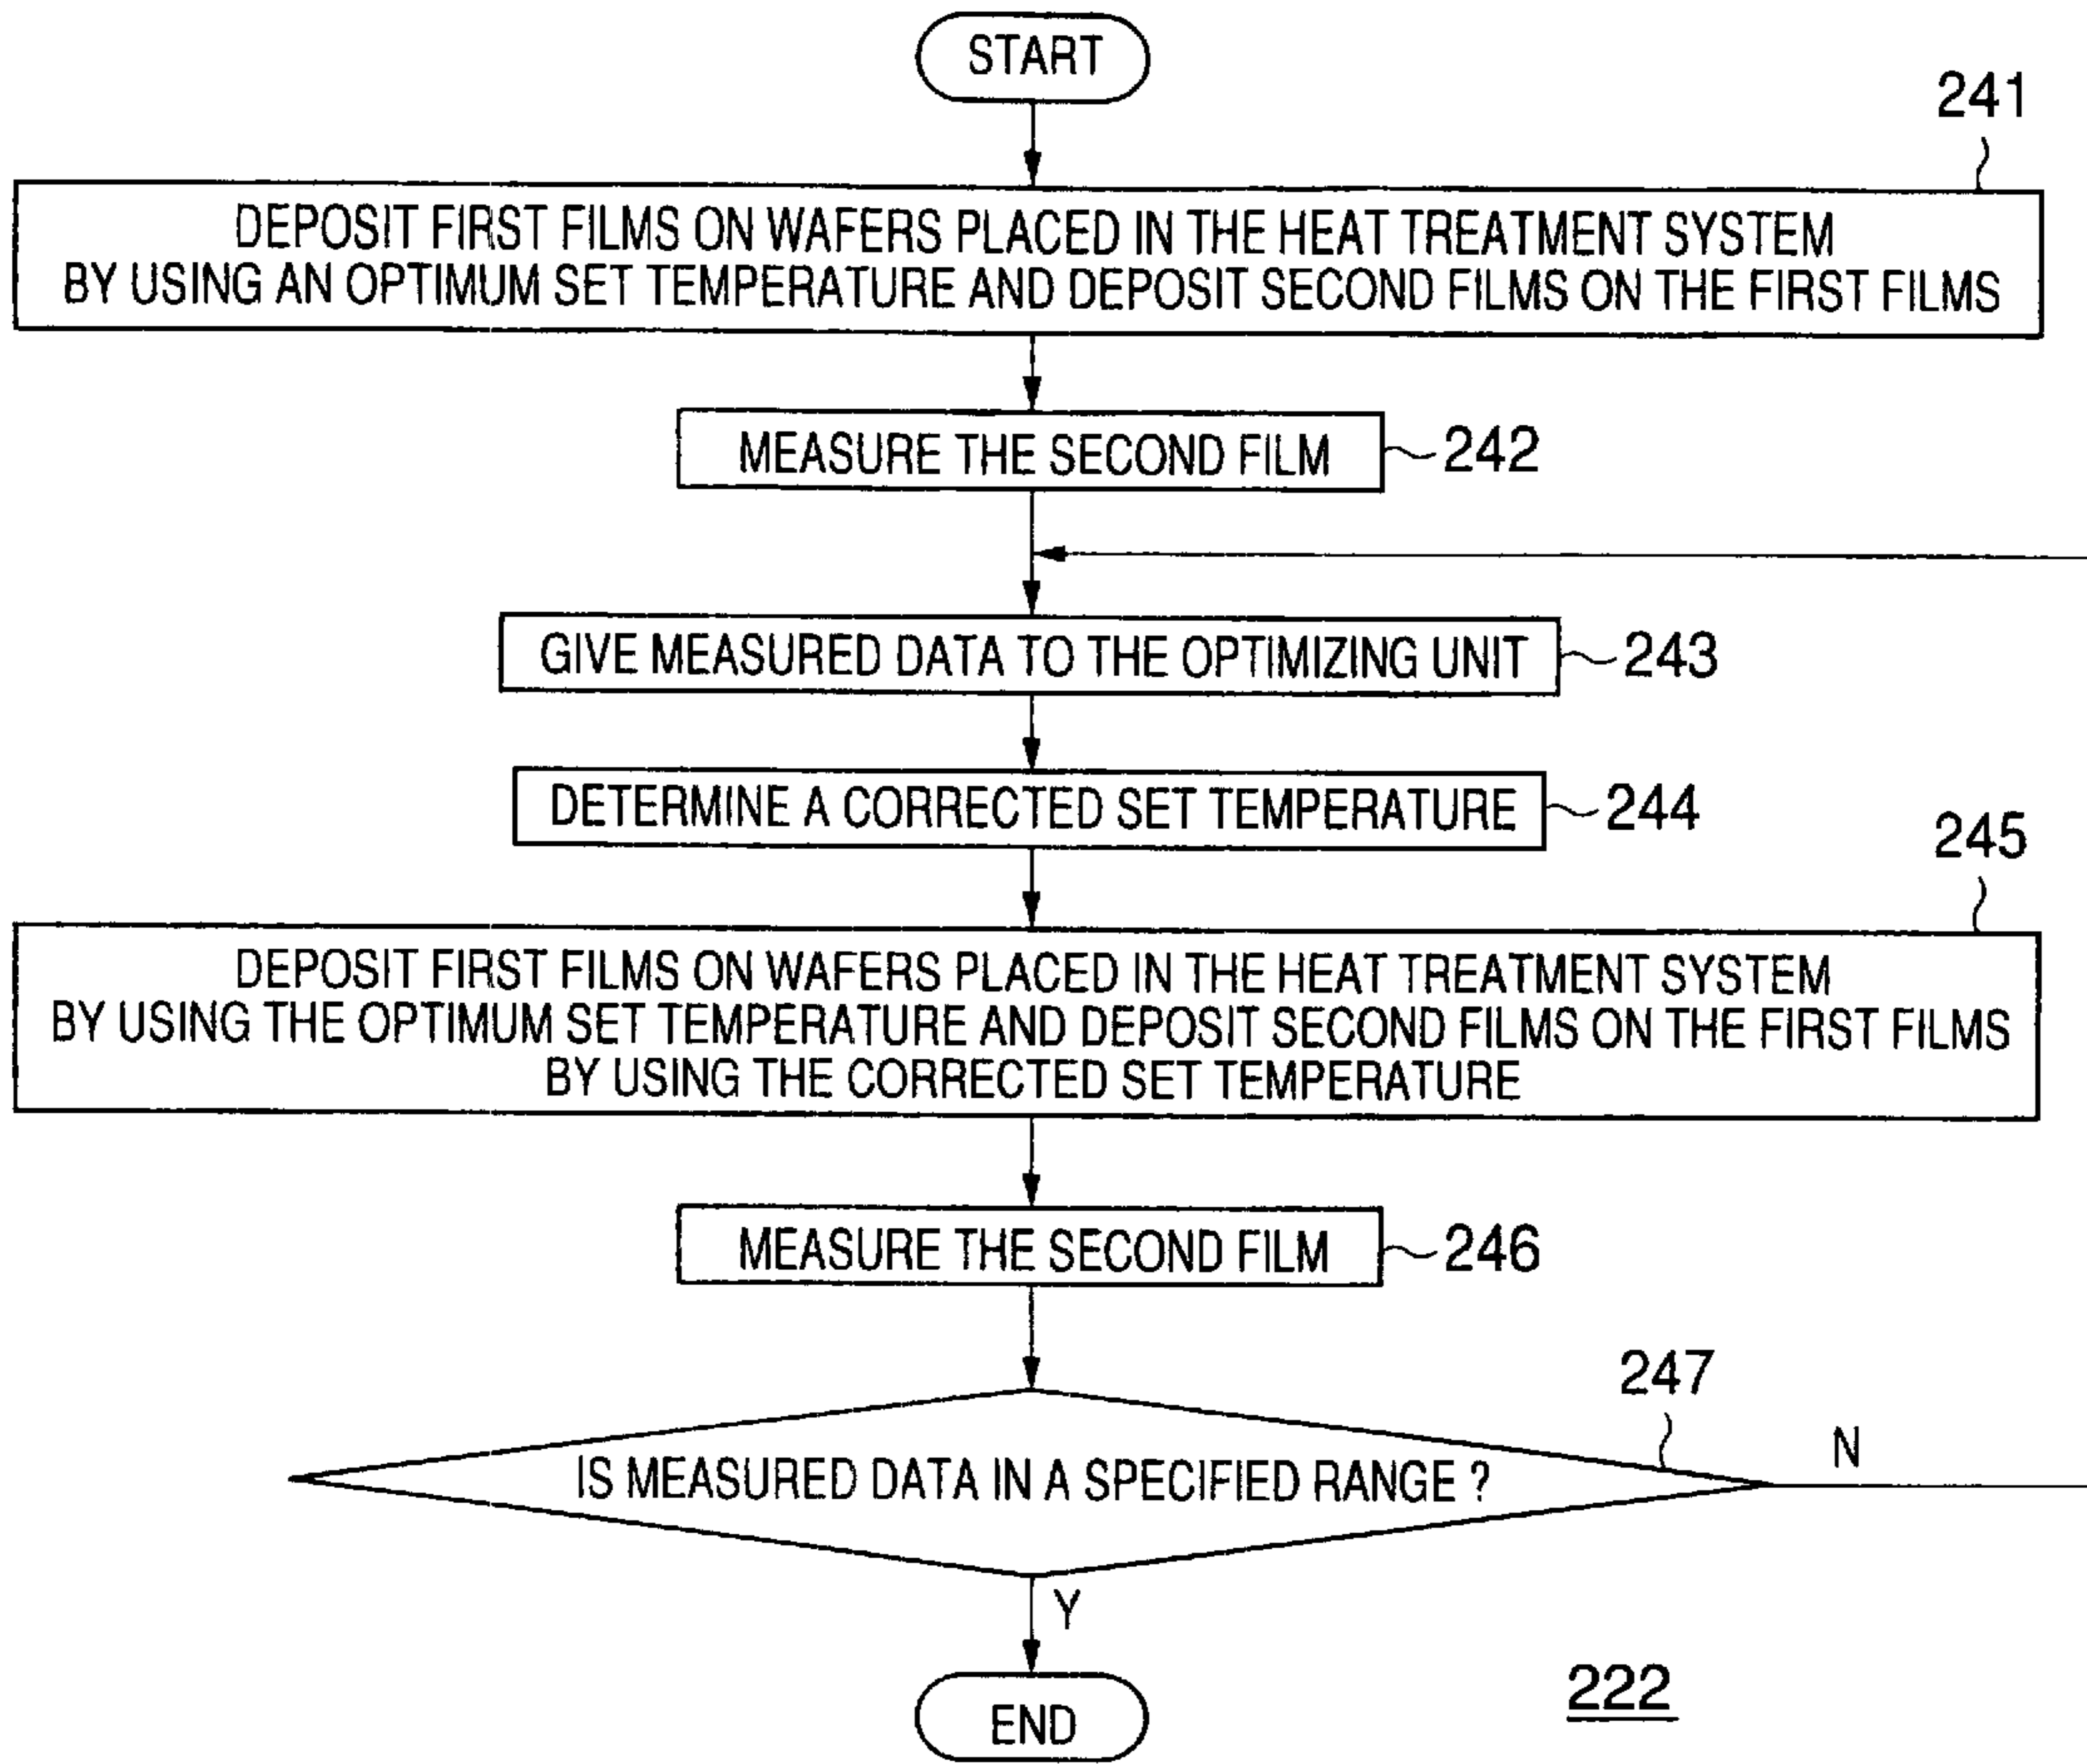 START
241
DEPOSIT FIRST FILMS ON WAFERS PLACED IN THE HEAT TREATMENT SYSTEM
BY USING AN OPTIMUM SET TEMPERATURE AND DEPOSIT SECOND FILMS ON THE FIRST FILMS
MEASURE THE SECOND FILM
242
GIVE MEASURED DATA TO THE OPTIMIZING UNIT
243
DETERMINE A CORRECTED SET TEMPERATURE
244
245
DEPOSIT FIRST FILMS ON WAFERS PLACED IN THE HEAT TREATMENT SYSTEM
BY USING THE OPTIMUM SET TEMPERATURE AND DEPOSIT SECOND FILMS ON THE FIRST FILMS
BY USING THE CORRECTED SET TEMPERATURE
MEASURE THE SECOND FILM
246
247
IS MEASURED DATA IN A SPECIFIED RANGE ?
N
Y
END
222